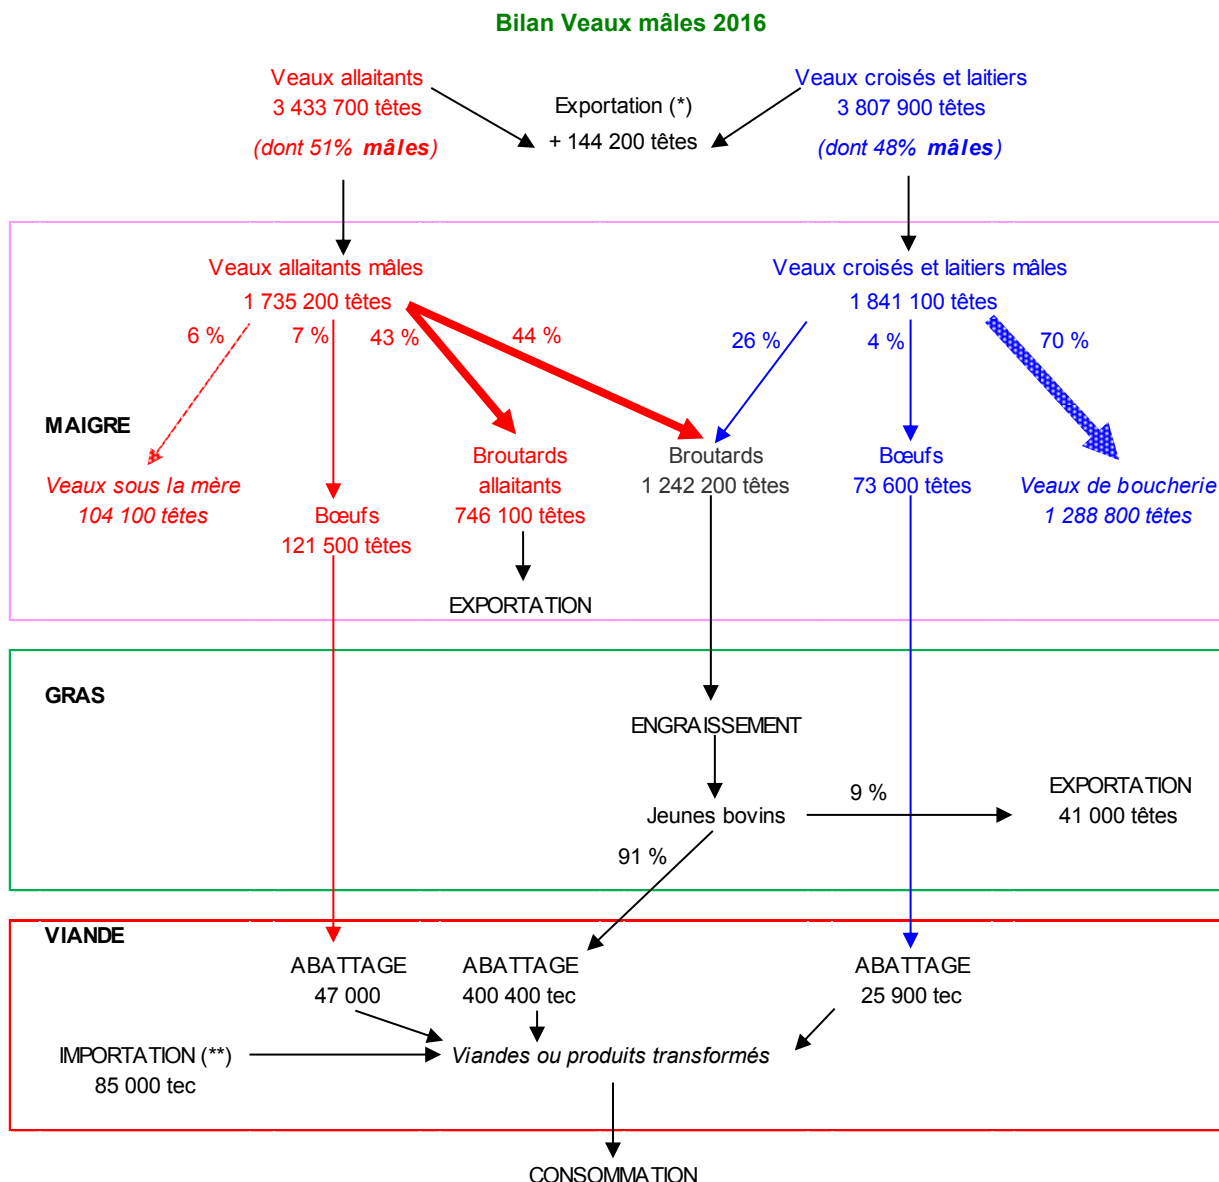 Bilan Veaux mâles 2016
Veaux allaitants
3 433 700 têtes
(dont 51% mâles)
Exportation (*)
+ 144 200 têtes
Veaux croisés et laitiers
3 807 900 têtes
(dont 48% mâles)
Veaux allaitants mâles
1 735 200 têtes
Veaux croisés et laitiers mâles
1 841 100 têtes
6 %
7 %
43 %
44 %
26 %
4 %
70 %
MAIGRE
Veaux sous la mère
104 100 têtes
Bœufs
121 500 têtes
Broutards
allaitants
746 100 têtes
EXPORTATION
Broutards
1 242 200 têtes
Bœufs
73 600 têtes
Veaux de boucherie
1 288 800 têtes
GRAS
ENGRAISSEMENT
Jeunes bovins
9 %
EXPORTATION
41 000 têtes
91 %
VIANDE
ABATTAGE
47 000
ABATTAGE
400 400 tec
ABATTAGE
25 900 tec
IMPORTATION (**)
85 000 tec
Viandes ou produits transformés
CONSOMMATION